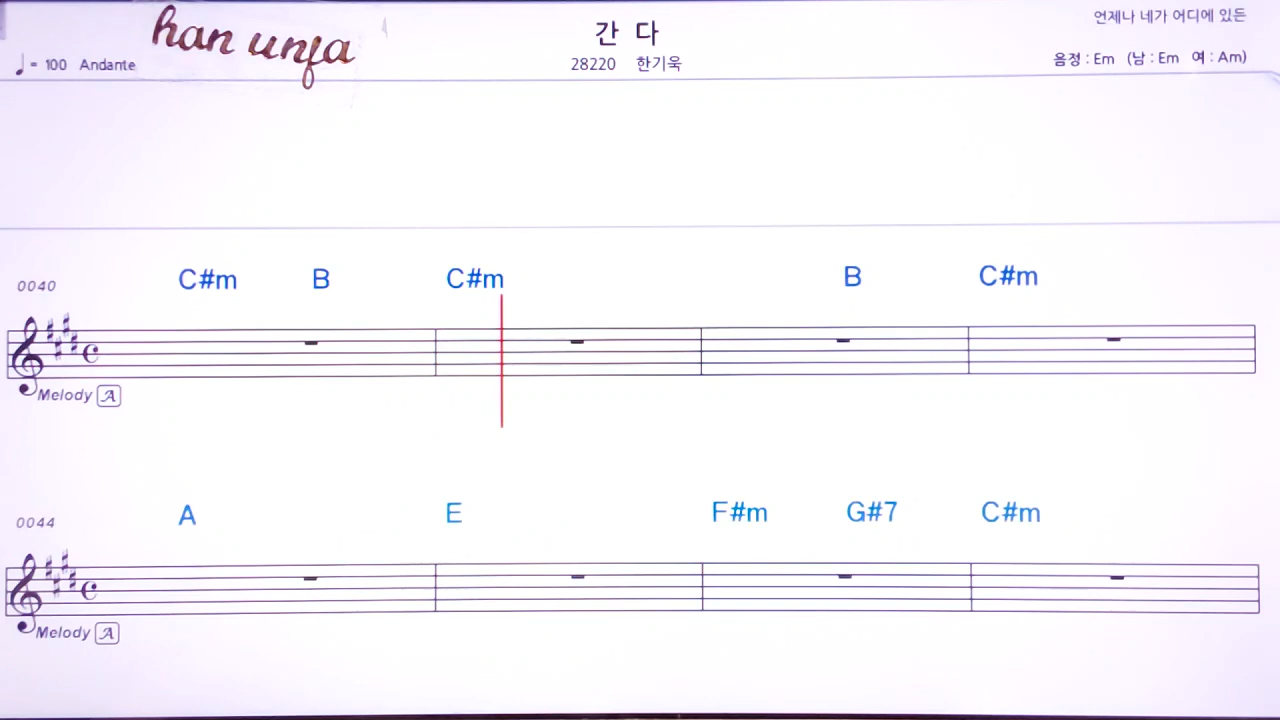 han unja
간 다
언제나 네가 어디에 있든
♩= 100 Andante
28220 한기욱
음정 : Em (남 : Em 여 : Am)
0040 C#m B C#m B C#m
Melody A
0044 A E F#m G#7 C#m
Melody A